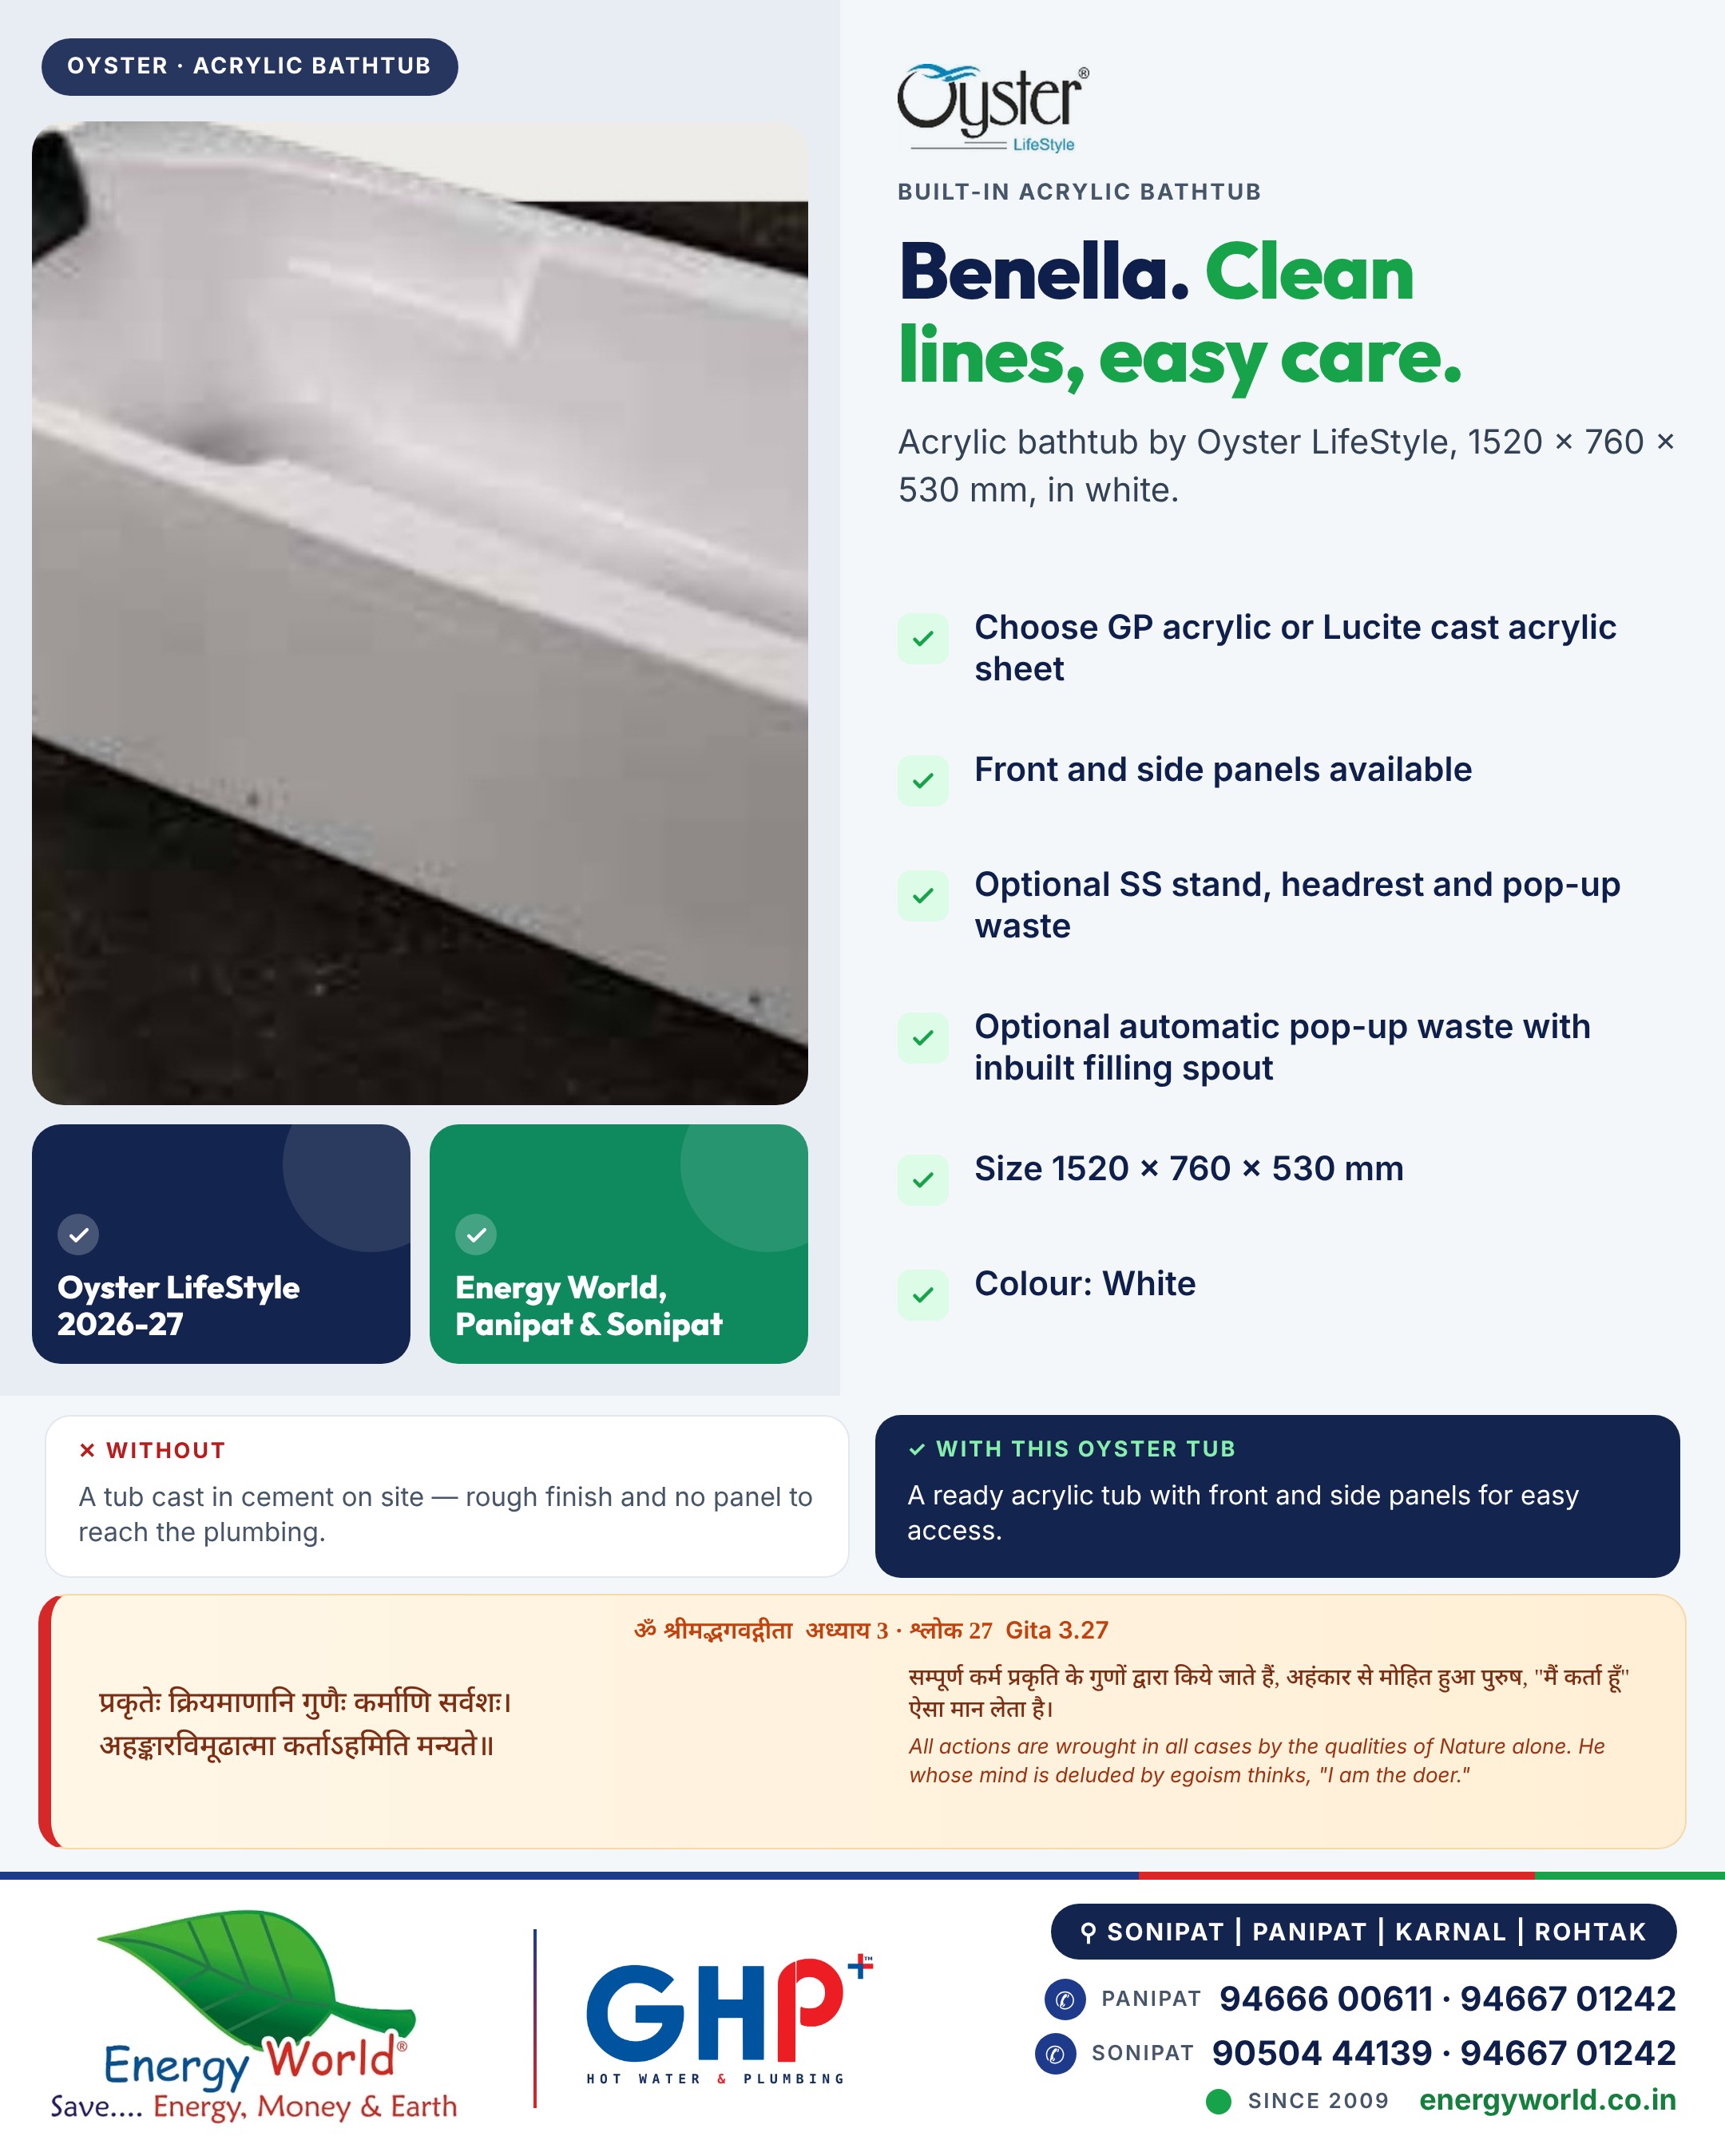 OYSTER · ACRYLIC BATHTUB
Oyster®
LifeStyle
BUILT-IN ACRYLIC BATHTUB
Benella. Clean
lines, easy care.
Acrylic bathtub by Oyster LifeStyle, 1520 × 760 ×
530 mm, in white.
Choose GP acrylic or Lucite cast acrylic
sheet
Front and side panels available
Optional SS stand, headrest and pop-up
waste
Optional automatic pop-up waste with
inbuilt filling spout
Size 1520 × 760 × 530 mm
Colour: White
Oyster LifeStyle
2026-27
Energy World,
Panipat & Sonipat
✕ WITHOUT
A tub cast in cement on site — rough finish and no panel to
reach the plumbing.
✓ WITH THIS OYSTER TUB
A ready acrylic tub with front and side panels for easy
access.
ॐ श्रीमद्भगवद्गीता अध्याय 3 · श्लोक 27 Gita 3.27
प्रकृतेः क्रियमाणानि गुणैः कर्माणि सर्वशः।
अहङ्कारविमूढात्मा कर्ताऽहमिति मन्यते॥
सम्पूर्ण कर्म प्रकृति के गुणों द्वारा किये जाते हैं, अहंकार से मोहित हुआ पुरुष, "मैं कर्ता हूँ"
ऐसा मान लेता है।
All actions are wrought in all cases by the qualities of Nature alone. He
whose mind is deluded by egoism thinks, "I am the doer."
Energy World®
Save.... Energy, Money & Earth
GHP+™
HOT WATER & PLUMBING
SONIPAT | PANIPAT | KARNAL | ROHTAK
PANIPAT 94666 00611 · 94667 01242
SONIPAT 90504 44139 · 94667 01242
SINCE 2009 energyworld.co.in